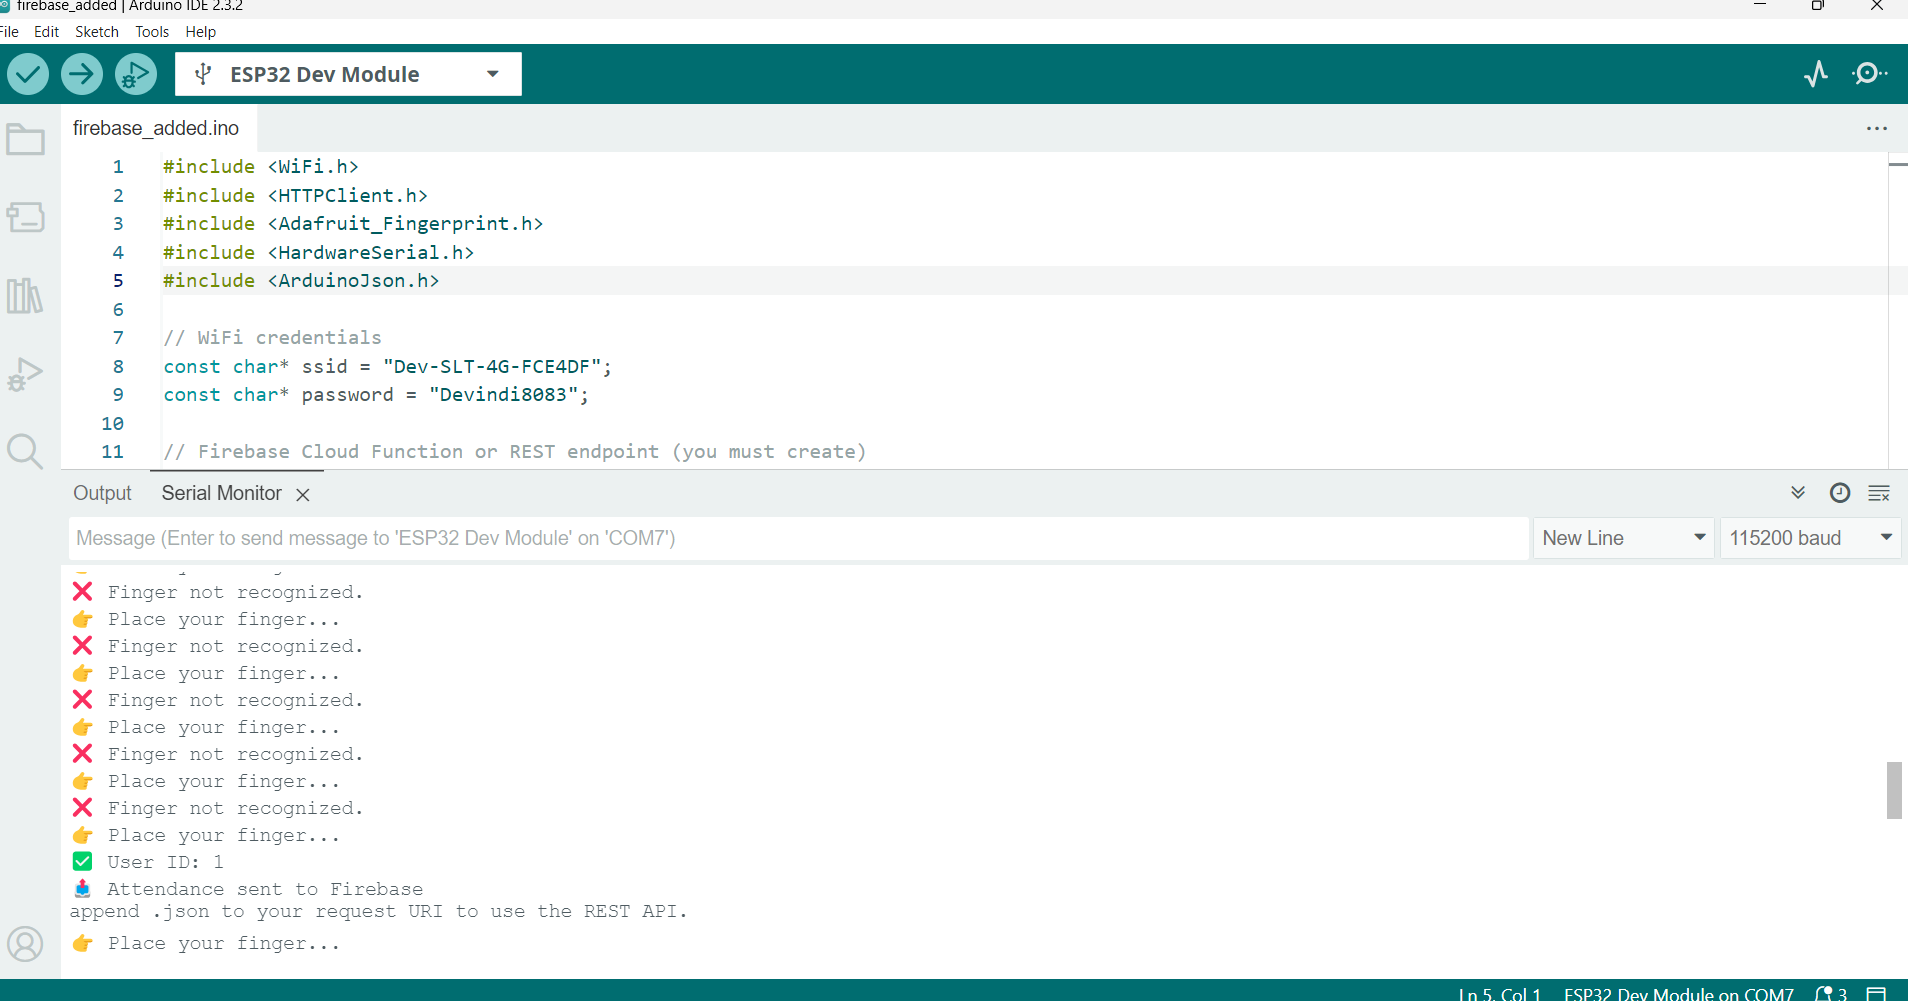 firebase_added | Arduino IDE 2.3.2
File Edit Sketch Tools Help
ESP32 Dev Module
firebase_added.ino
1 #include <WiFi.h>
2 #include <HTTPClient.h>
3 #include <Adafruit_Fingerprint.h>
4 #include <HardwareSerial.h>
5 #include <ArduinoJson.h>
6
7 // WiFi credentials
8 const char* ssid = "Dev-SLT-4G-FCE4DF";
9 const char* password = "Devindi8083";
10
11 // Firebase Cloud Function or REST endpoint (you must create)
Output Serial Monitor
Message (Enter to send message to 'ESP32 Dev Module' on 'COM7') New Line 115200 baud
❌ Finger not recognized.
👉 Place your finger...
❌ Finger not recognized.
👉 Place your finger...
❌ Finger not recognized.
👉 Place your finger...
❌ Finger not recognized.
👉 Place your finger...
❌ Finger not recognized.
👉 Place your finger...
✅ User ID: 1
📤 Attendance sent to Firebase
append .json to your request URI to use the REST API.
👉 Place your finger...
Ln 5, Col 1 ESP32 Dev Module on COM7 3